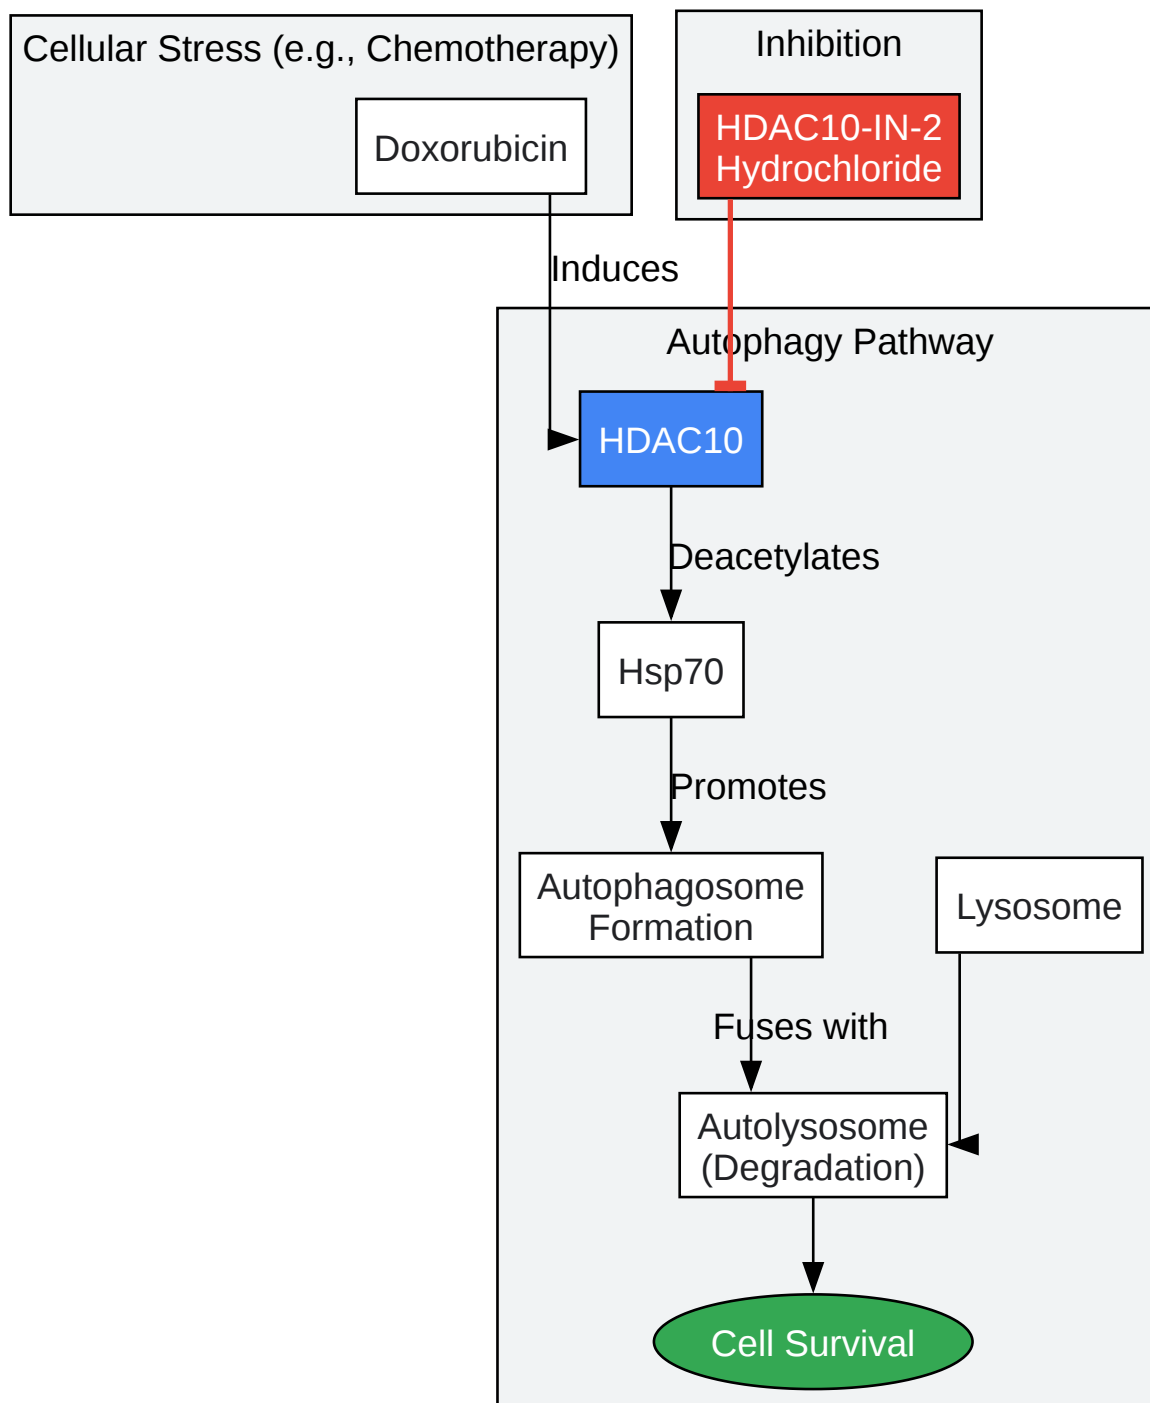 Cellular Stress (e.g., Chemotherapy)
Doxorubicin
Inhibition
HDAC10-IN-2
Hydrochloride
Induces
Autophagy Pathway
HDAC10
Deacetylates
Hsp70
Promotes
Autophagosome
Formation
Lysosome
Fuses with
Autolysosome
(Degradation)
Cell Survival